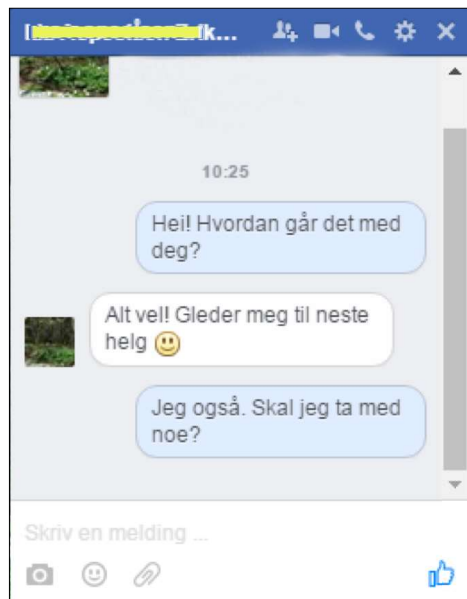 10:25
Hei! Hvordan går det med
deg?
Alt vel! Gleder meg til neste
helg
Jeg også. Skal jeg ta med
noe?
Skriv en melding ...